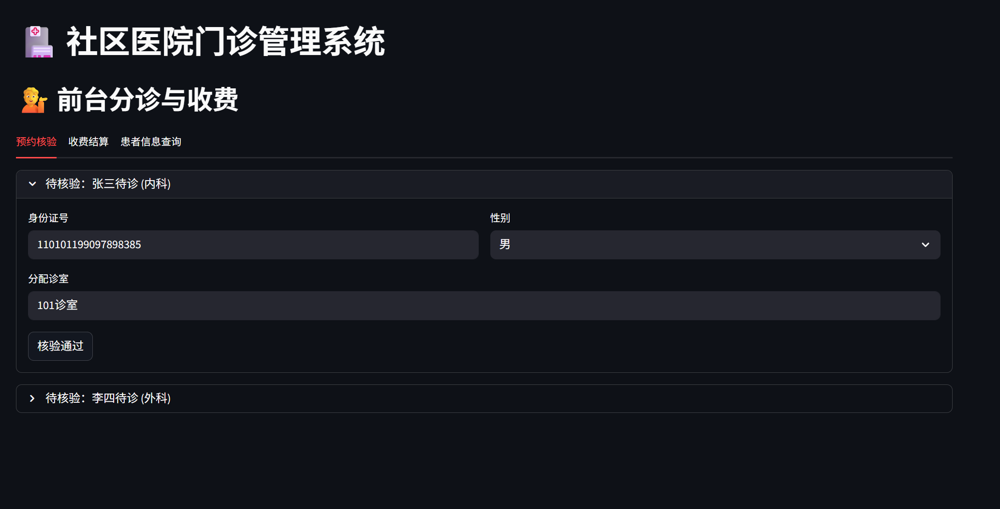 社区医院门诊管理系统
前台分诊与收费
预约核验 收费结算 患者信息查询
待核验：张三待诊 (内科)
身份证号 性别
110101199097898385 男
分配诊室
101诊室
核验通过
待核验：李四待诊 (外科)